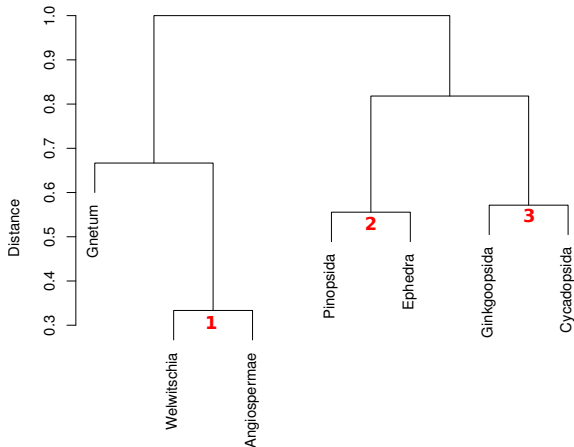 1.0
0.9
0.8
0.7
0.6
0.5
0.4
0.3
Distance
Gnetum
Welwitschia
Angiospermae
Pinopsida
Ephedra
Ginkgoopsida
Cycadopsida
1
2
3